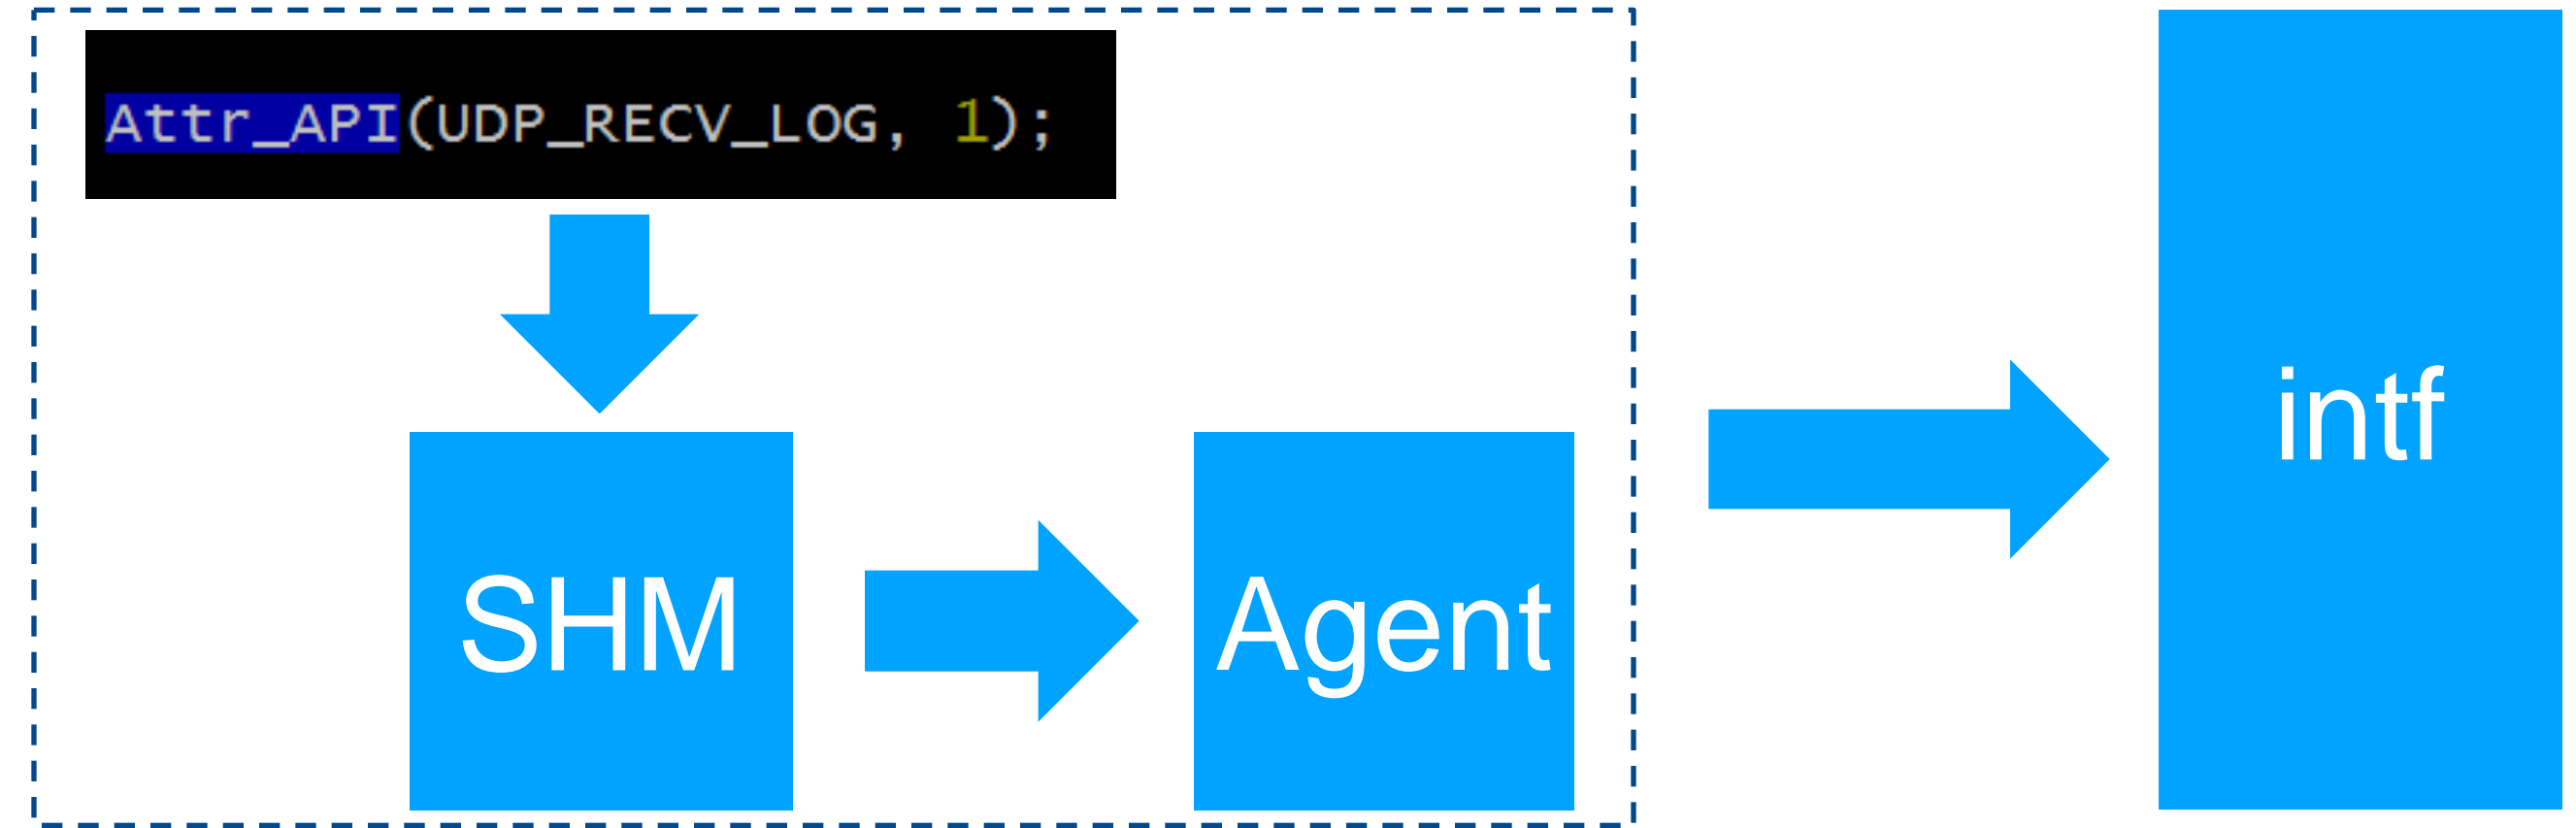 Attr_API(UDP_RECV_LOG, 1);
intf
SHM
Agent